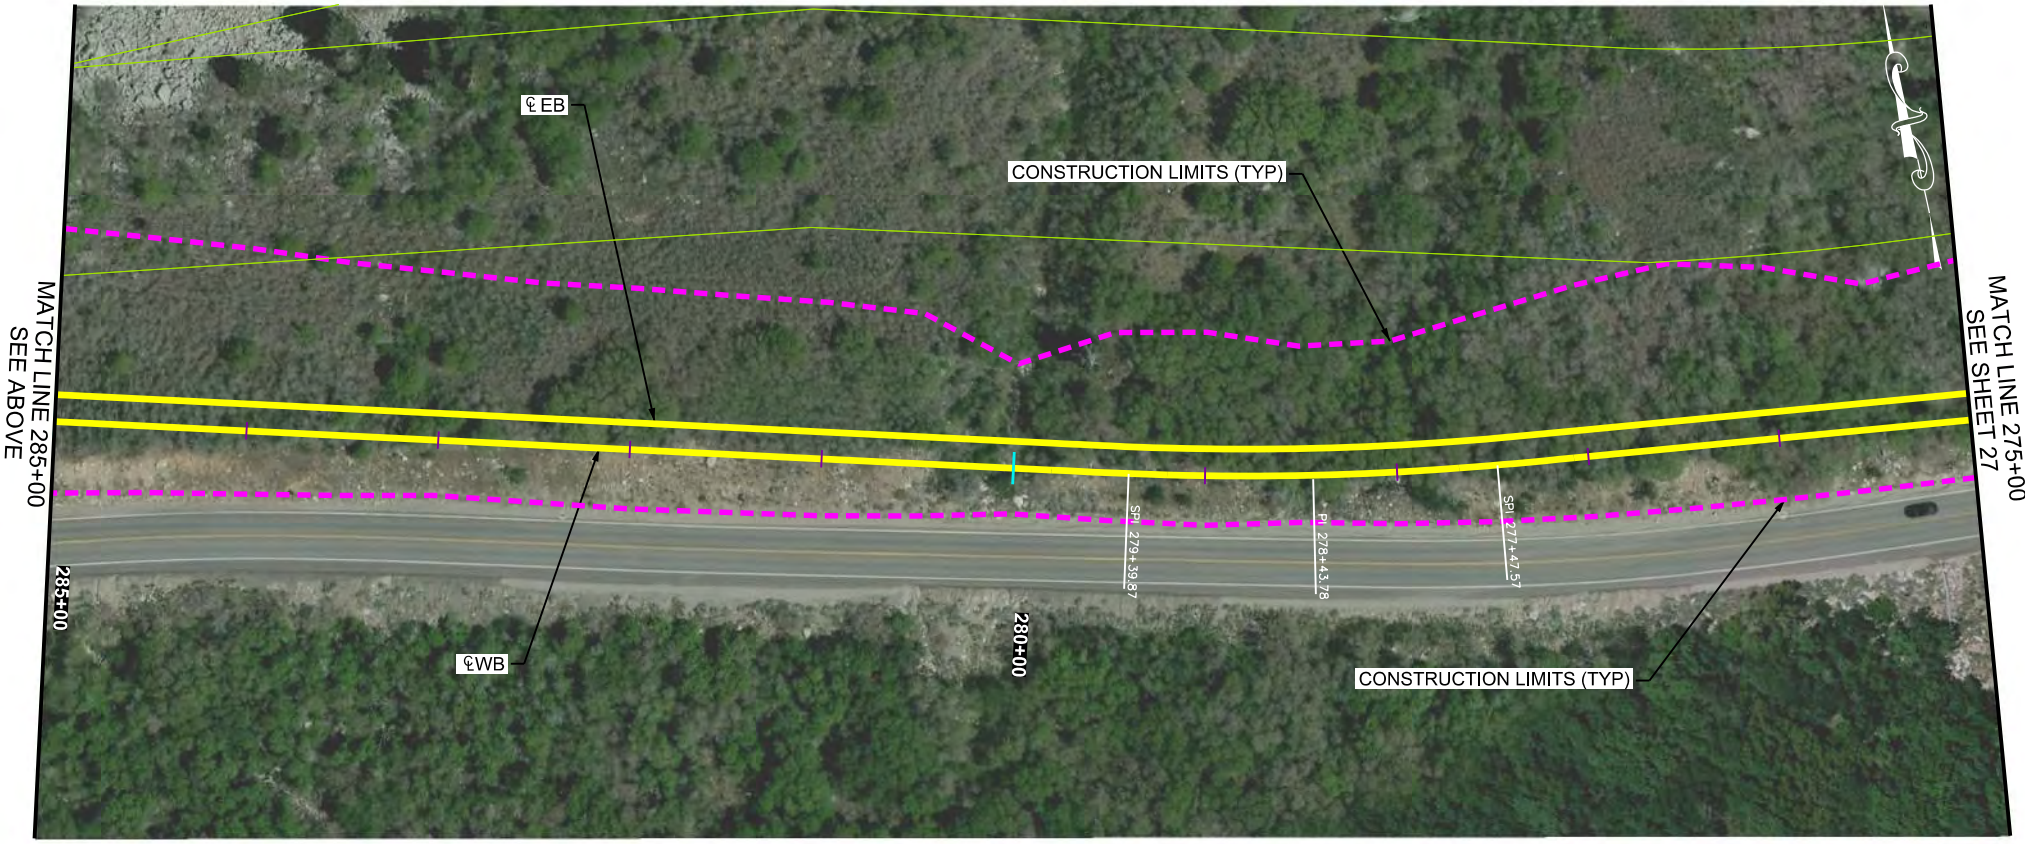 ℄ EB
CONSTRUCTION LIMITS (TYP)
MATCH LINE 285+00
SEE ABOVE
MATCH LINE 275+00
SEE SHEET 27
SPI 279+39.87
PI 278+43.78
SPI 277+47.57
285+00
280+00
℄ WB
CONSTRUCTION LIMITS (TYP)